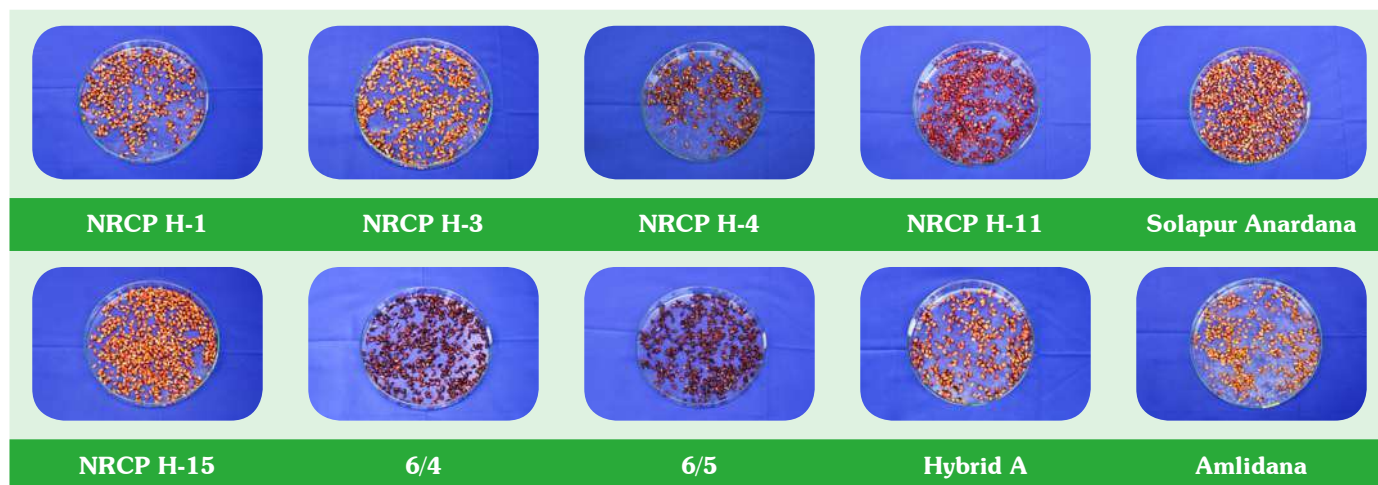 NRCP H-1 NRCP H-3 NRCP H-4 NRCP H-11 Solapur Anardana
NRCP H-15 6/4 6/5 Hybrid A Amlidana